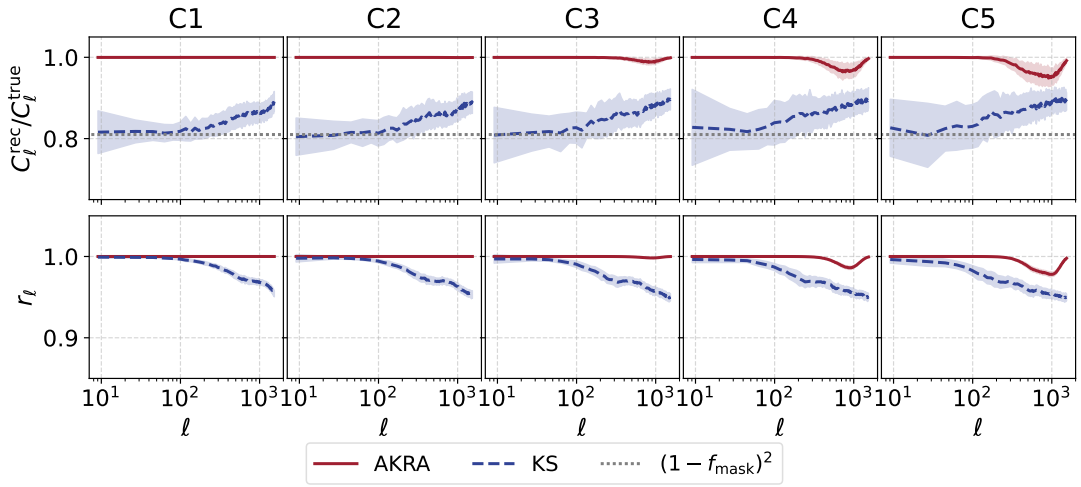 C1 C2 C3 C4 C5
C_ℓ^rec/C_ℓ^true
1.0
0.8
r_ℓ
1.0
0.9
10^1 10^2 10^3 10^1 10^2 10^3 10^1 10^2 10^3 10^1 10^2 10^3 10^1 10^2 10^3
ℓ ℓ ℓ ℓ ℓ
AKRA KS (1 − f_mask)^2